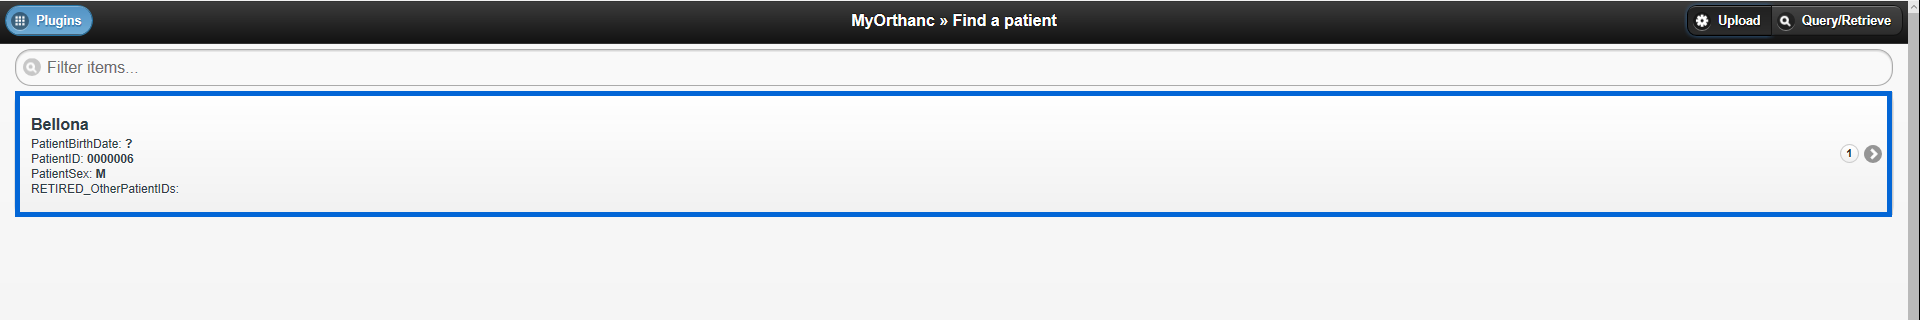 Plugins
MyOrthanc » Find a patient
Upload
Query/Retrieve
Filter items...
Bellona
PatientBirthDate: ?
PatientID: 0000006
PatientSex: M
RETIRED_OtherPatientIDs:
1